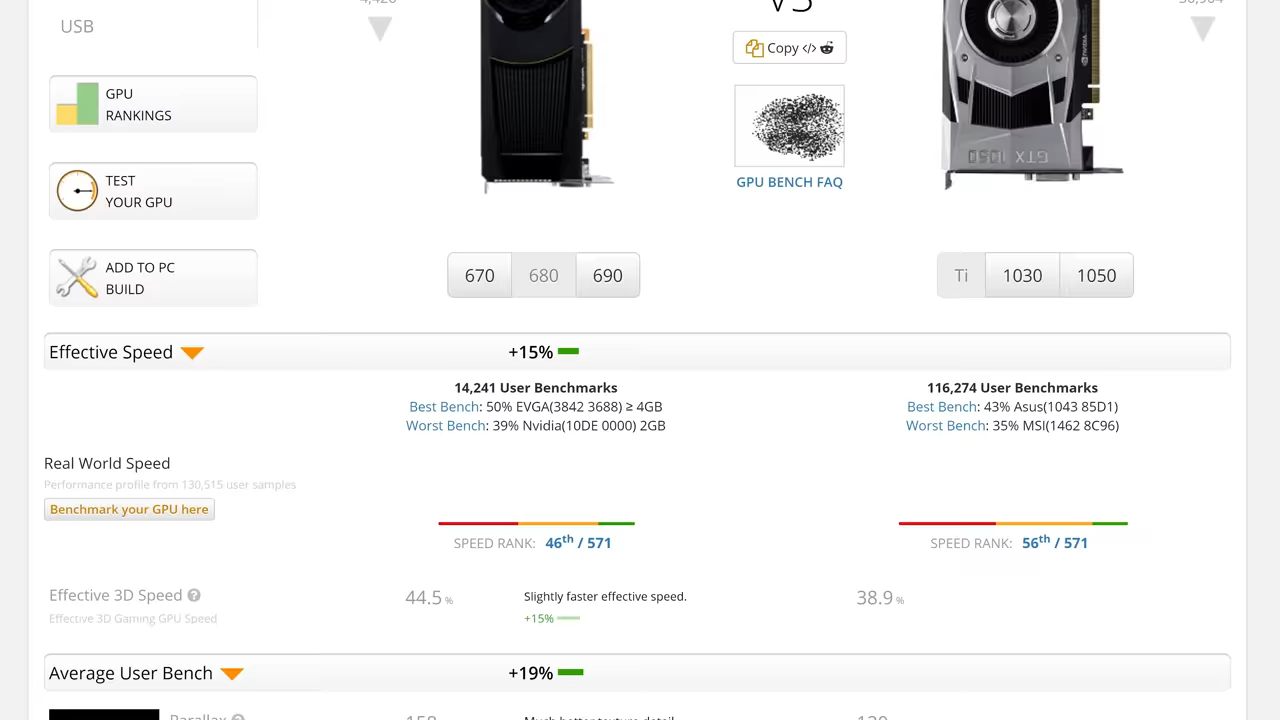 USB
VS
Copy </>
GPU
RANKINGS
TEST
YOUR GPU
GPU BENCH FAQ
GTX 1050
ADD TO PC
BUILD
670 680 690
Ti 1030 1050
Effective Speed +15%
14,241 User Benchmarks
Best Bench: 50% EVGA(3842 3688) ≥ 4GB
Worst Bench: 39% Nvidia(10DE 0000) 2GB
116,274 User Benchmarks
Best Bench: 43% Asus(1043 85D1)
Worst Bench: 35% MSI(1462 8C96)
Real World Speed
Performance profile from 130,515 user samples
Benchmark your GPU here
SPEED RANK: 46th / 571
SPEED RANK: 56th / 571
Effective 3D Speed
Effective 3D Gaming GPU Speed
44.5 %
Slightly faster effective speed.
+15%
38.9 %
Average User Bench +19%
Parallax